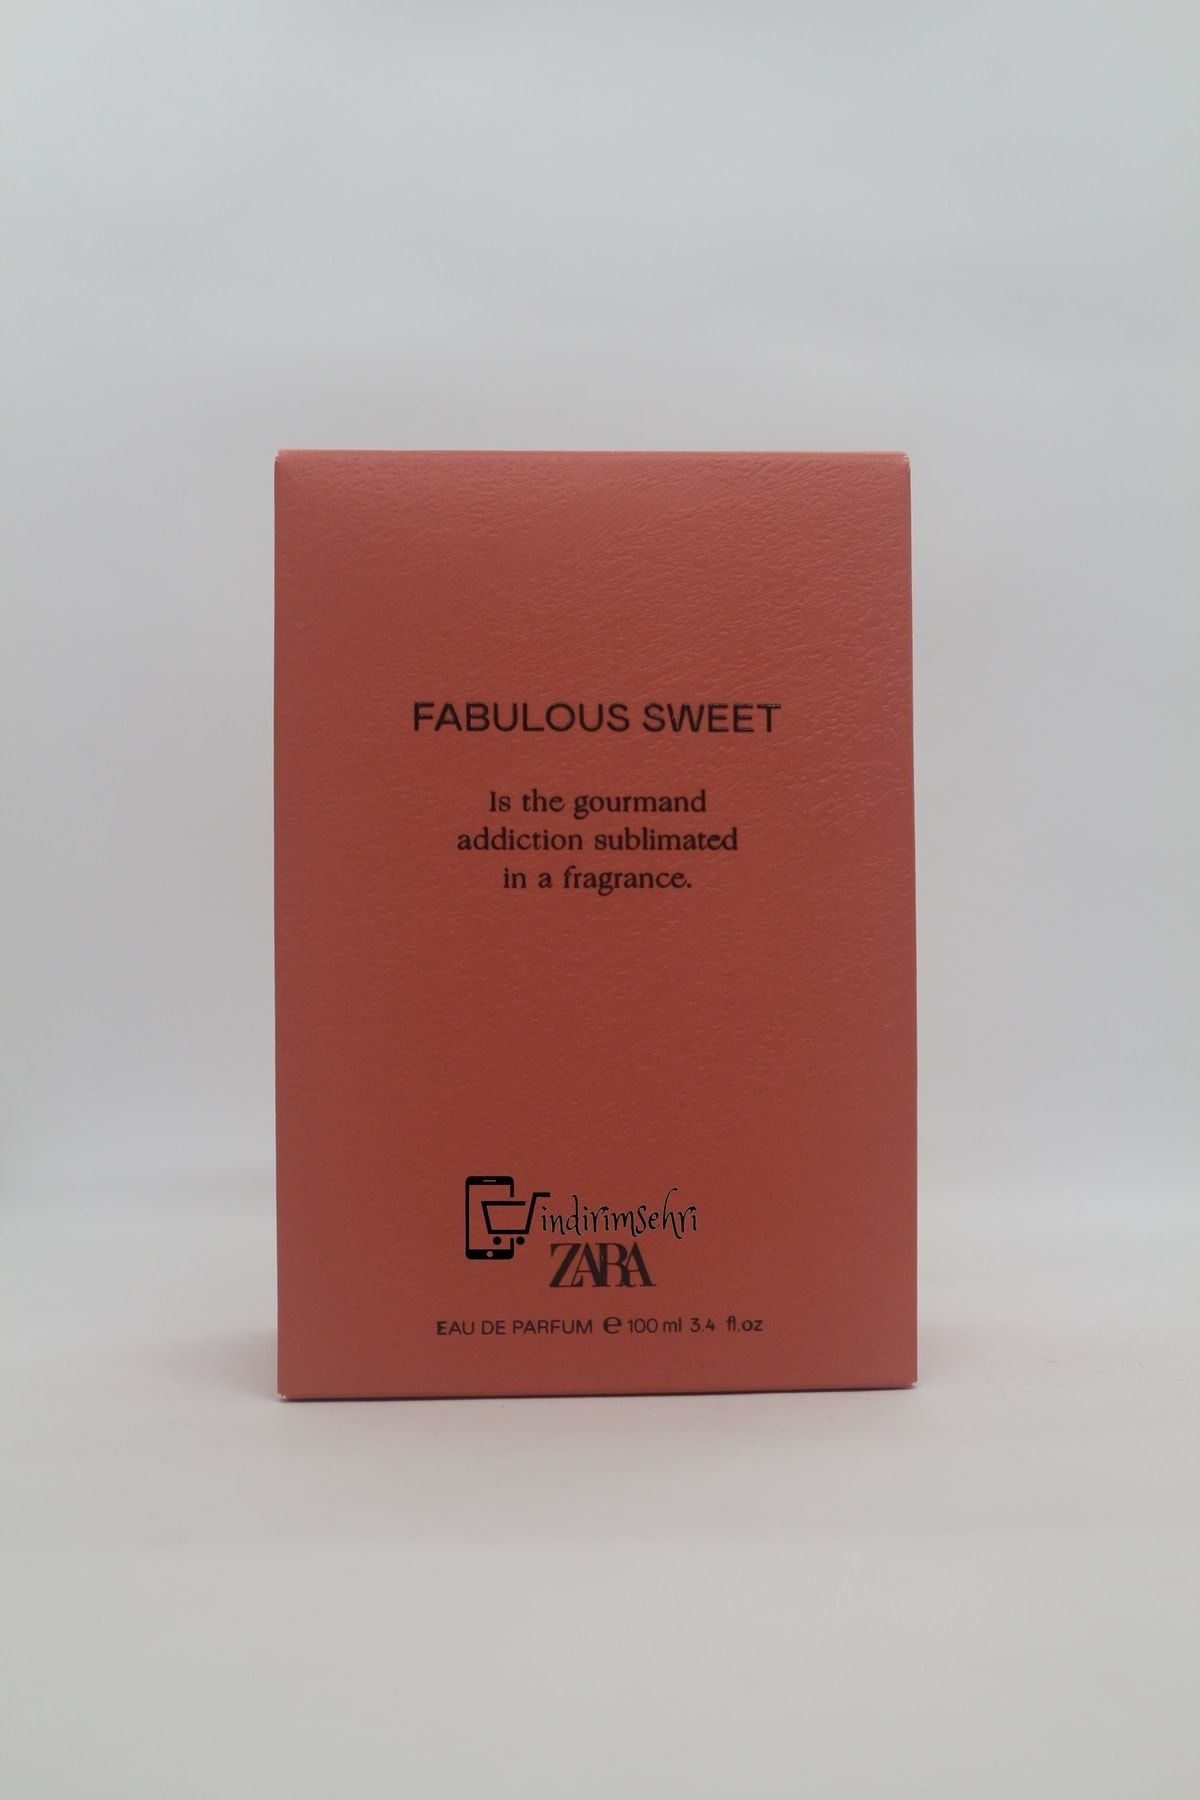 FABULOUS SWEET
Is the gourmand
addiction sublimated
in a fragrance.
indirimsehri
ZARA
EAU DE PARFUM ℮ 100 ml 3.4 fl.oz